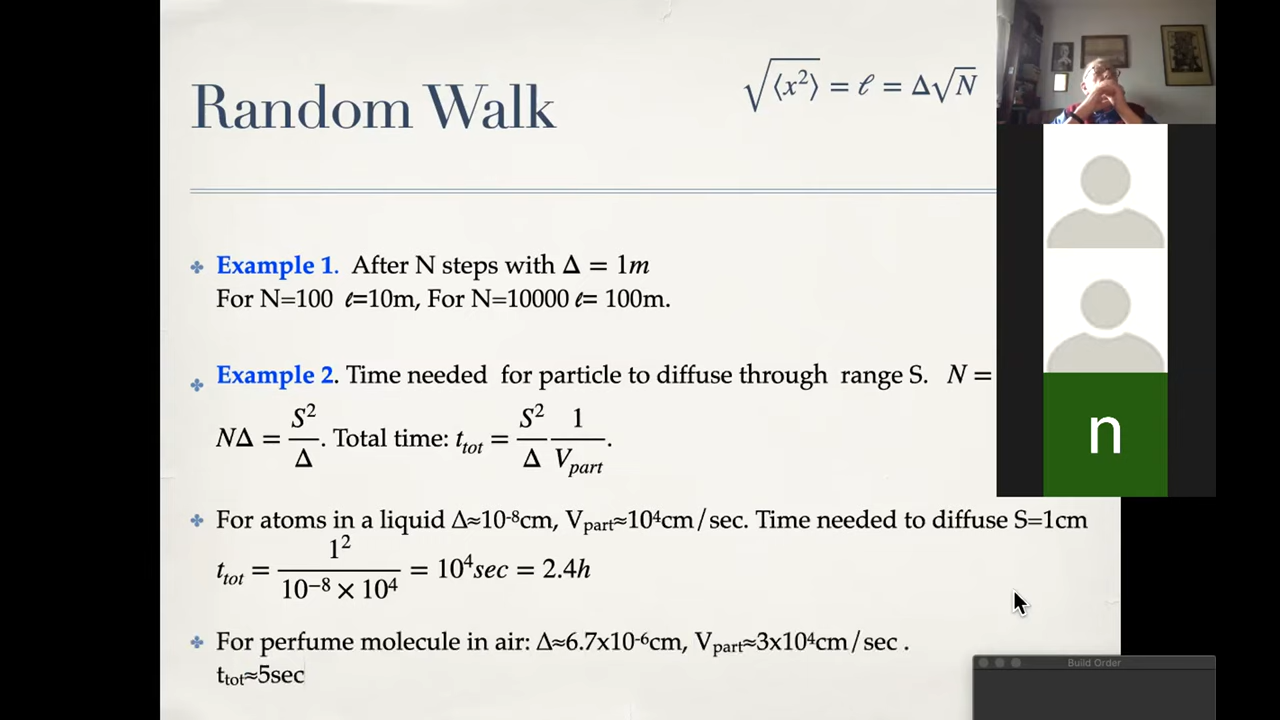 Random Walk
√⟨x²⟩ = ℓ = Δ√N
Example 1. After N steps with Δ = 1m
For N=100 ℓ=10m, For N=10000 ℓ= 100m.
Example 2. Time needed for particle to diffuse through range S. N =
NΔ = S²/Δ. Total time: t_tot = S²/Δ 1/V_part.
For atoms in a liquid Δ≈10⁻⁸cm, V_part≈10⁴cm/sec. Time needed to diffuse S=1cm
t_tot = 1²/(10⁻⁸ × 10⁴) = 10⁴sec = 2.4h
For perfume molecule in air: Δ≈6.7x10⁻⁶cm, V_part≈3x10⁴cm/sec .
t_tot≈5sec
n
Build Order